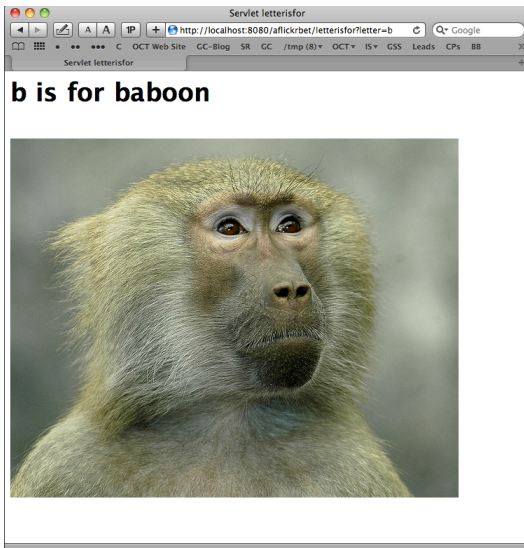 Servlet letterisfor
A A 1P + http://localhost:8080/aflickrbet/letterisfor?letter=b Google
C OCT Web Site GC-Blog SR GC /tmp (8) OCT IS GSS Leads CPs BB
Servlet letterisfor
b is for baboon